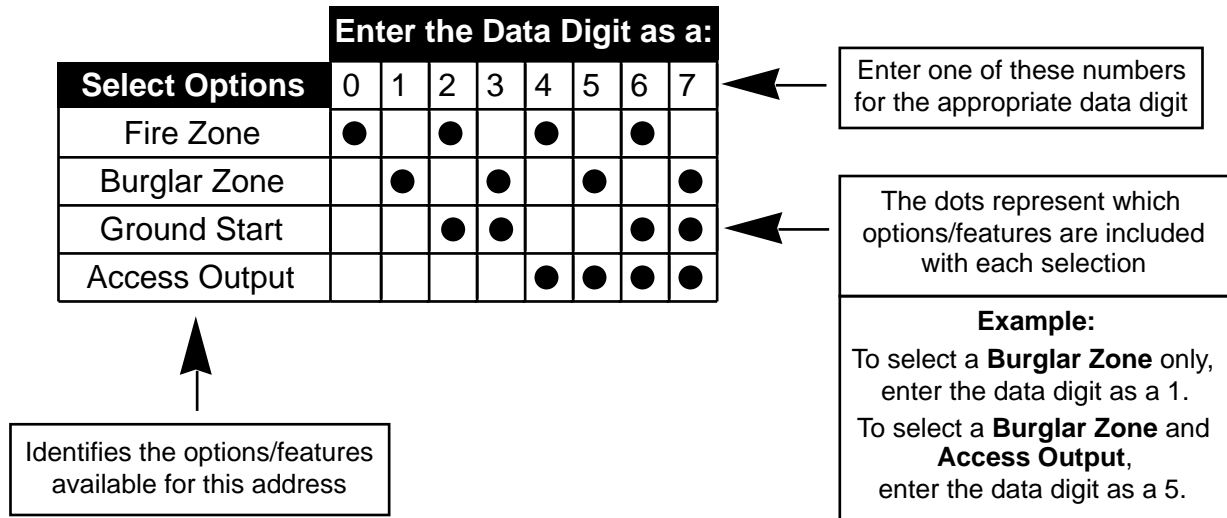 Enter the Data Digit as a:
Select Options 0 1 2 3 4 5 6 7
Fire Zone
Burglar Zone
Ground Start
Access Output
Enter one of these numbers
for the appropriate data digit
The dots represent which
options/features are included
with each selection
Example:
To select a Burglar Zone only,
enter the data digit as a 1.
To select a Burglar Zone and
Access Output,
enter the data digit as a 5.
Identifies the options/features
available for this address